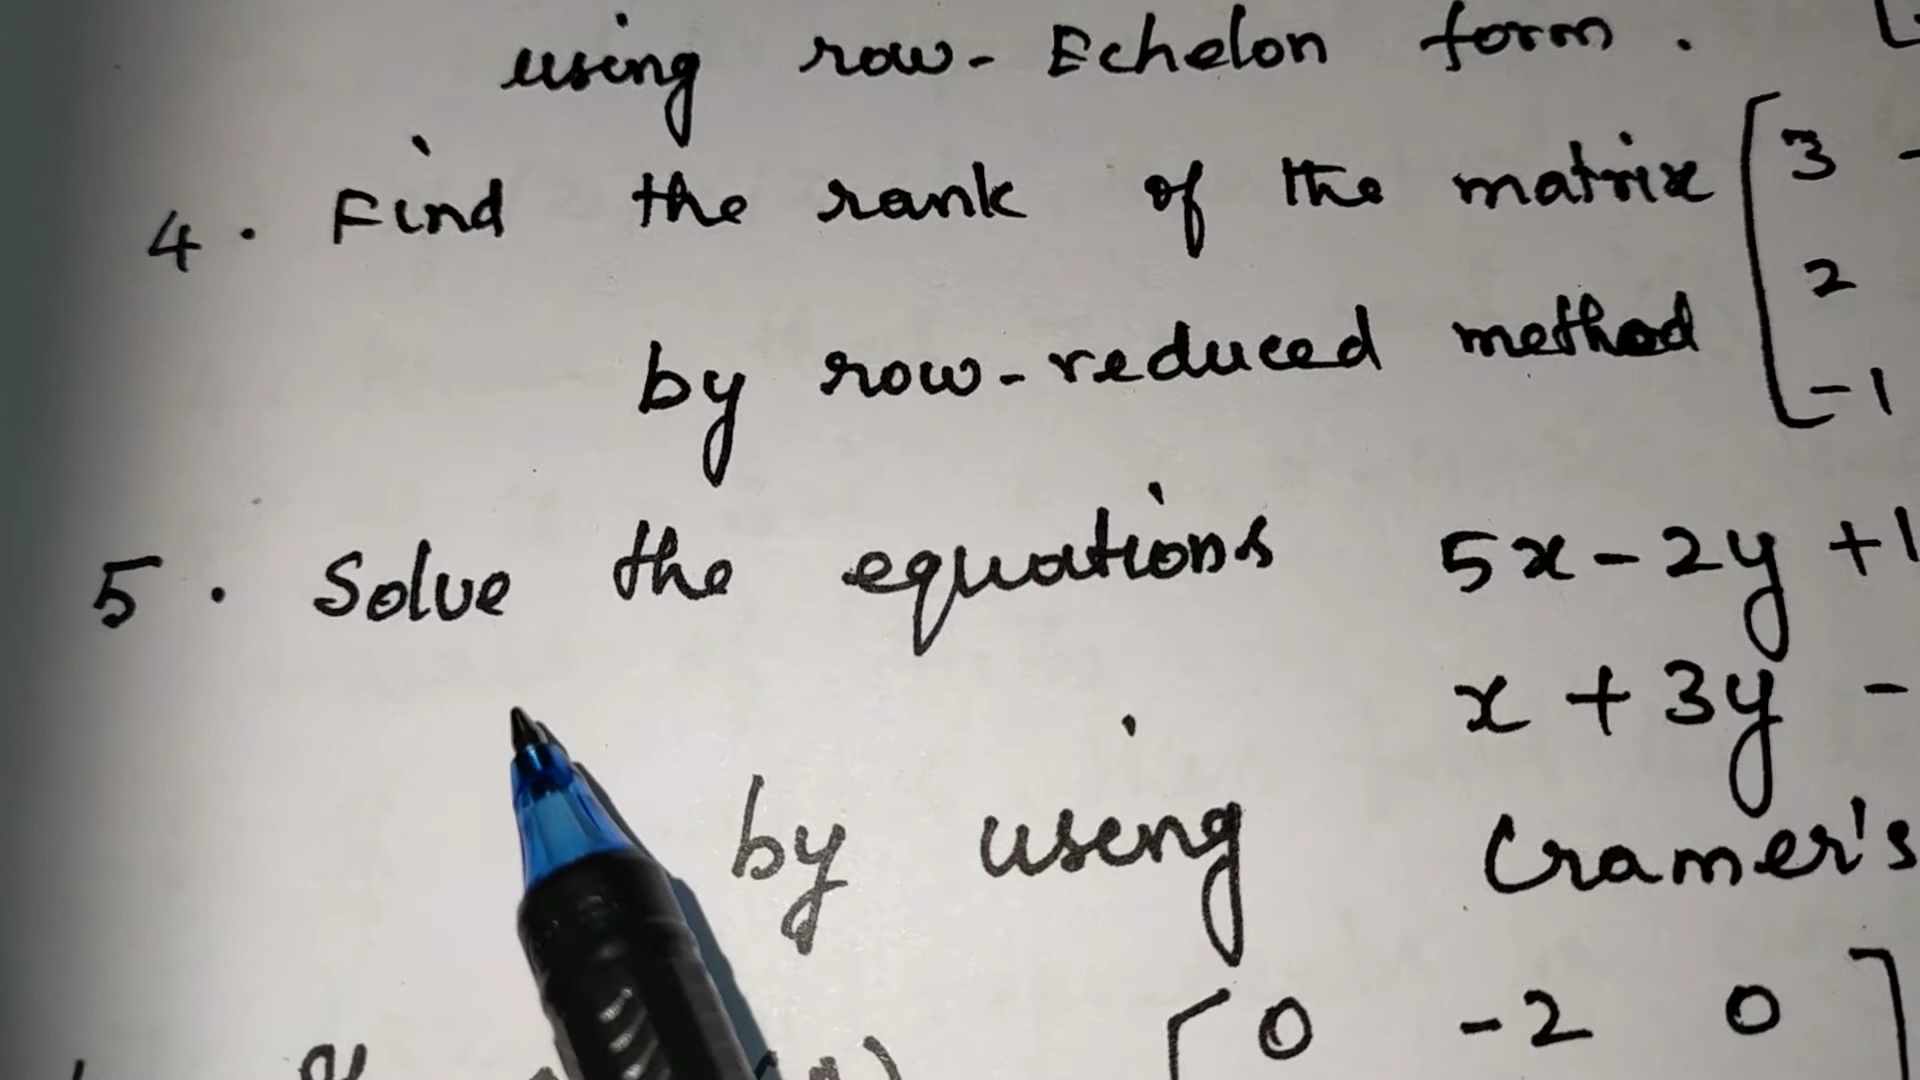 using row-Echelon form.
4. Find the rank of the matrix [3 -
2
by row-reduced method
-1
5. Solve the equations 5x-2y +1
x + 3y -
by using Cramer's
[0 -2 0]